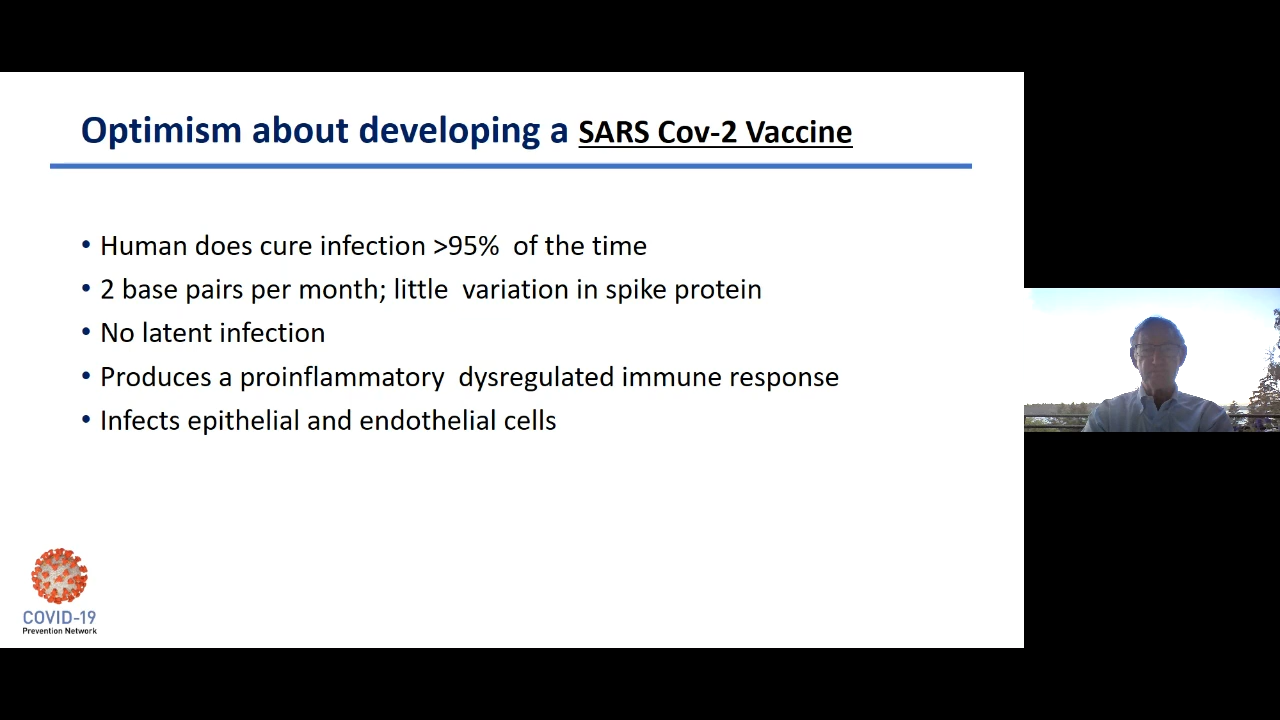 Optimism about developing a SARS Cov-2 Vaccine
• Human does cure infection >95%  of the time
• 2 base pairs per month; little  variation in spike protein
• No latent infection
• Produces a proinflammatory  dysregulated immune response
• Infects epithelial and endothelial cells
COVID-19
Prevention Network